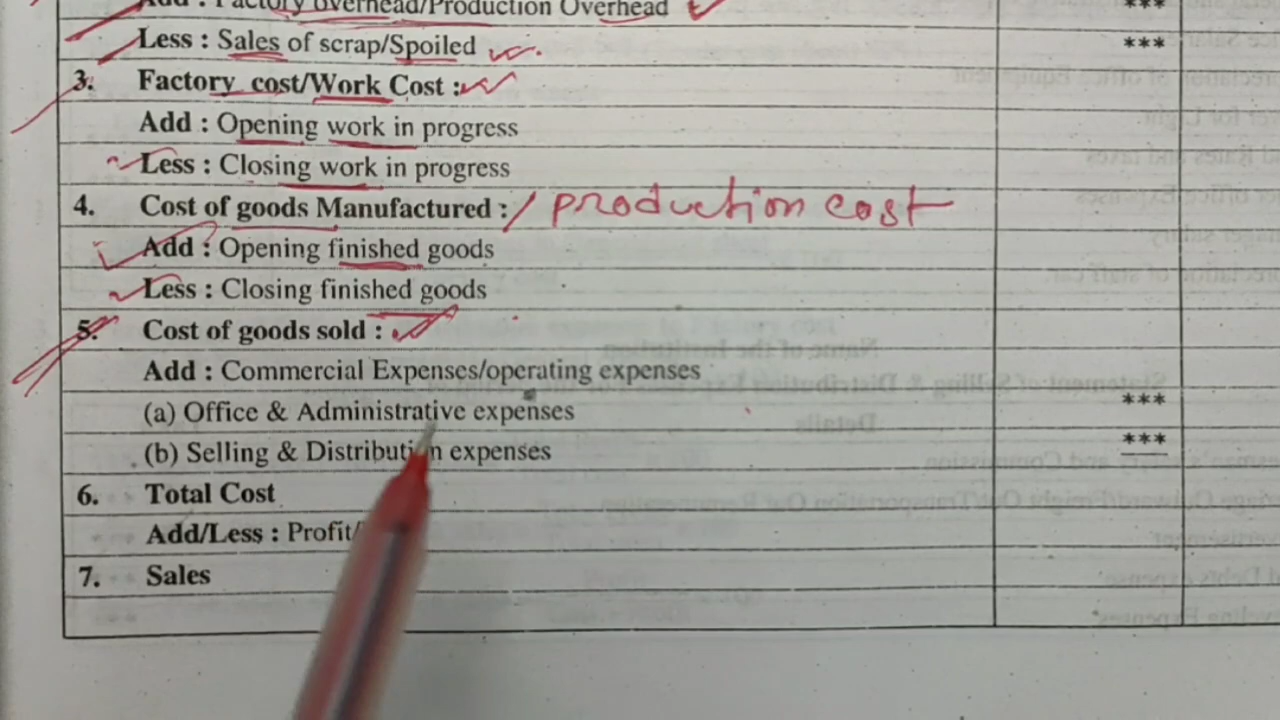 Add : Factory overhead/Production Overhead ***
Less : Sales of scrap/Spoiled ***
3. Factory cost/Work Cost :
Add : Opening work in progress
Less : Closing work in progress
4. Cost of goods Manufactured : / production cost
Add : Opening finished goods
Less : Closing finished goods
5. Cost of goods sold :
Add : Commercial Expenses/operating expenses
(a) Office & Administrative expenses ***
(b) Selling & Distribution expenses ***
6. Total Cost
Add/Less : Profit/
7. Sales